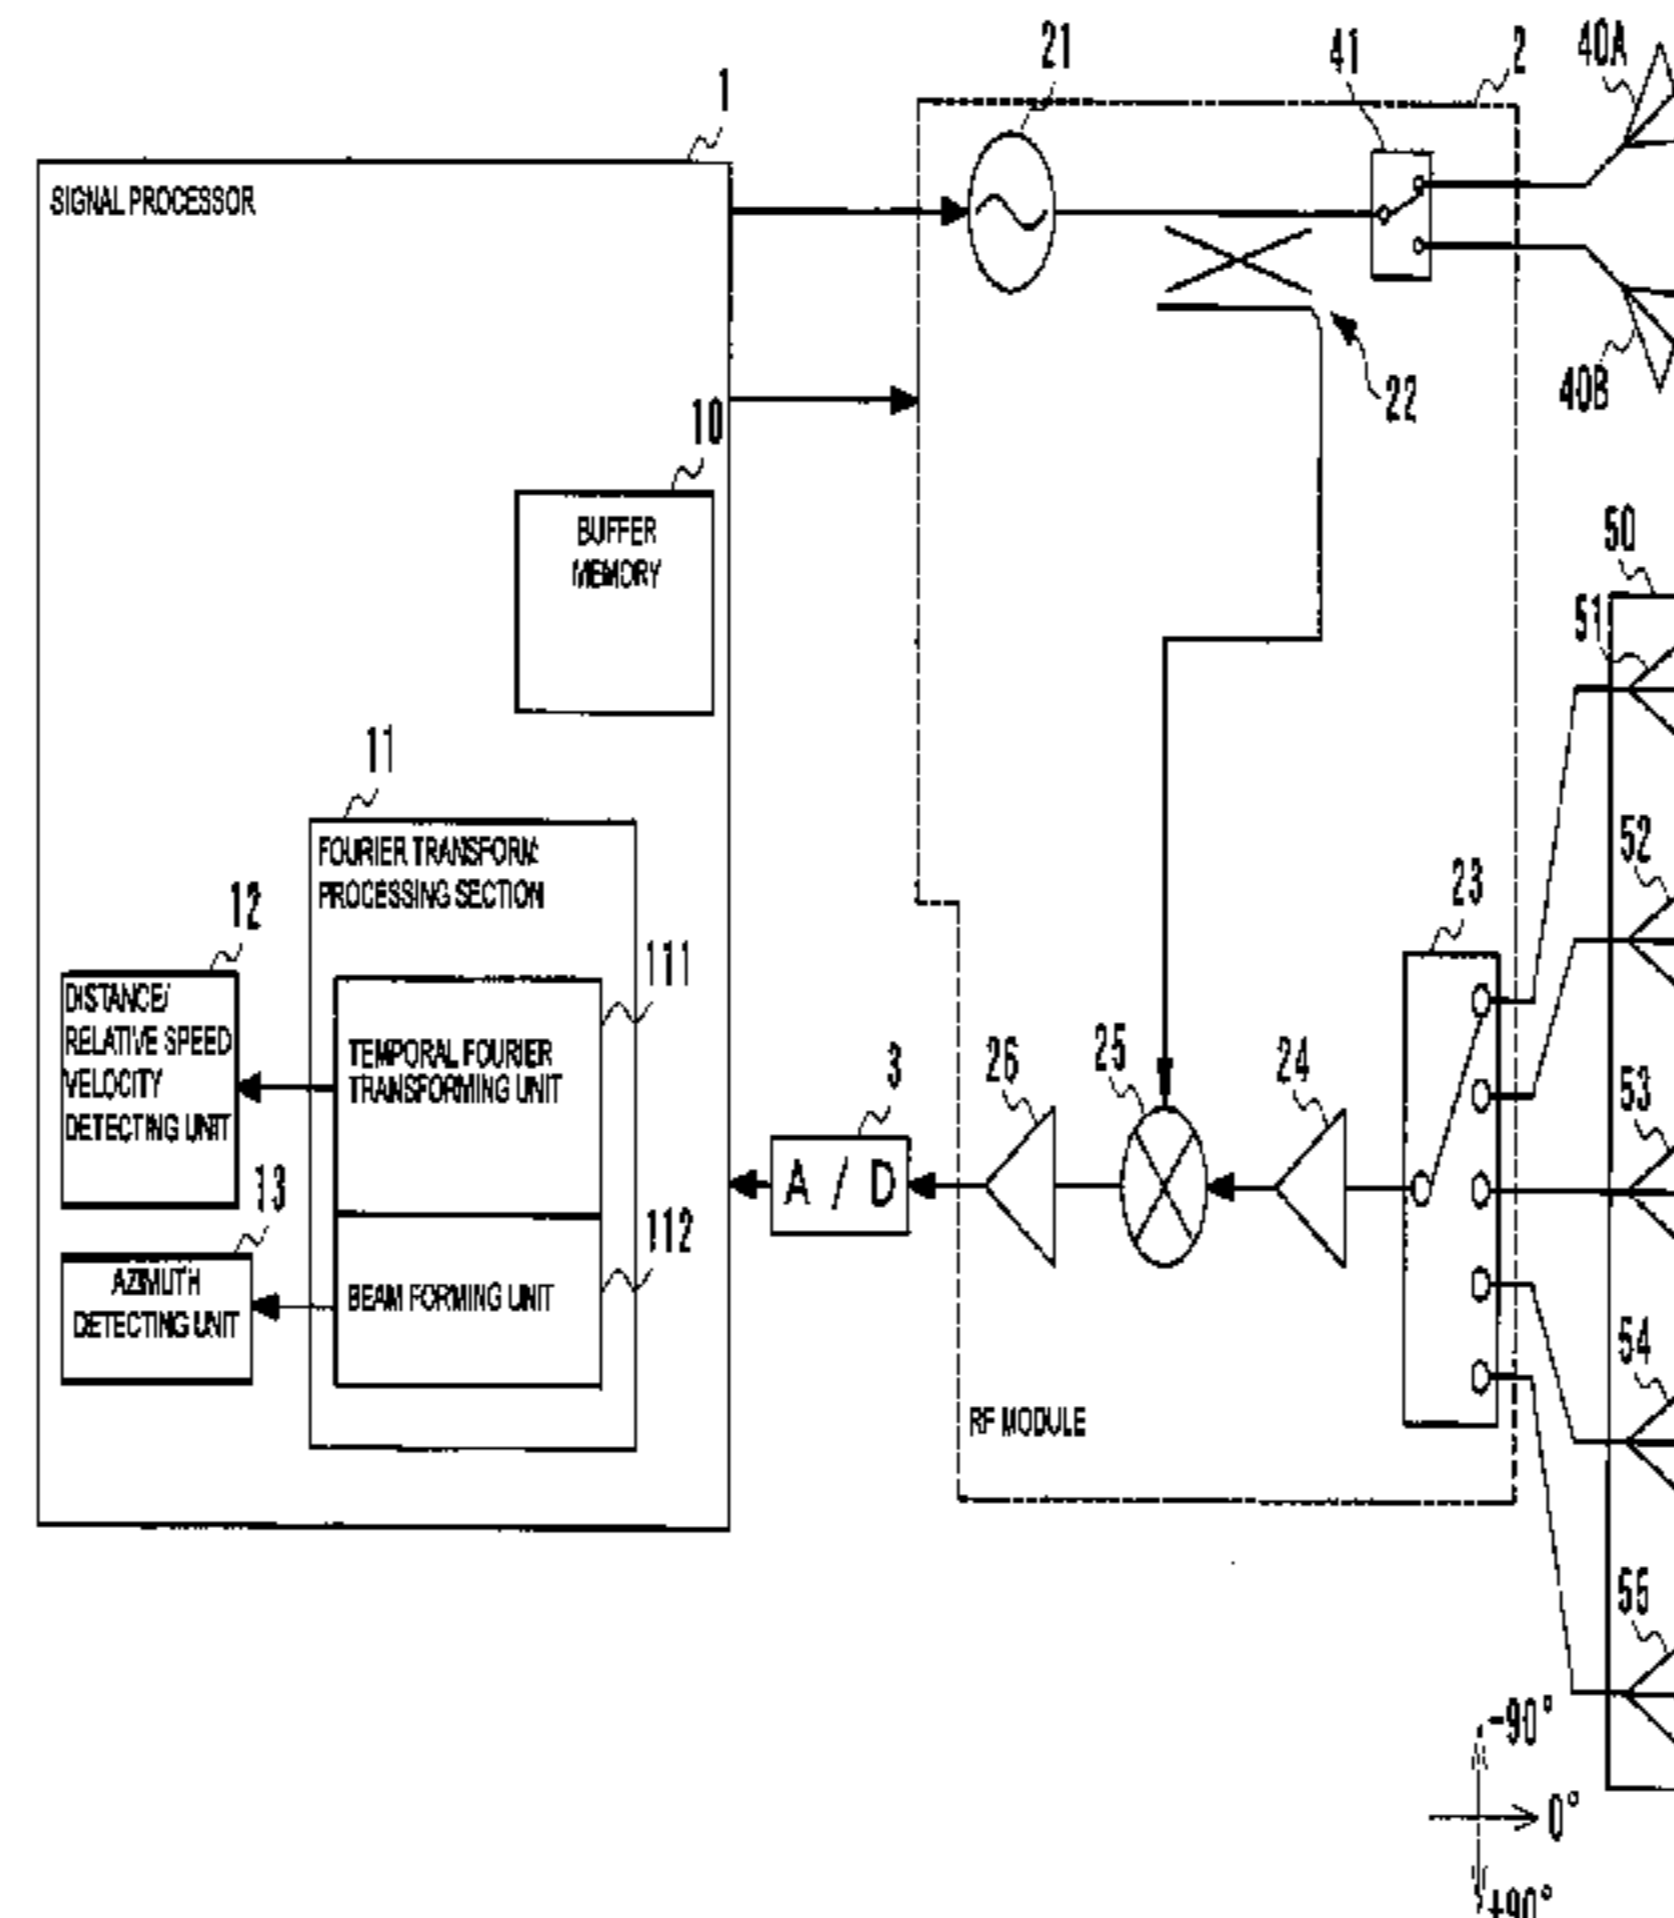 21
41
2
40A
1
SIGNAL PROCESSOR
40B
22
10
BUFFER
MEMORY
50
51
11
FOURIER TRANSFORM
PROCESSING SECTION
52
12
23
111
DISTANCE/
RELATIVE SPEED
VELOCITY
DETECTING UNIT
TEMPORAL FOURIER
TRANSFORMING UNIT
3
26
25
24
53
A / D
13
112
AZIMUTH
DETECTING UNIT
BEAM FORMING UNIT
54
RF MODULE
55
-90°
0°
+90°